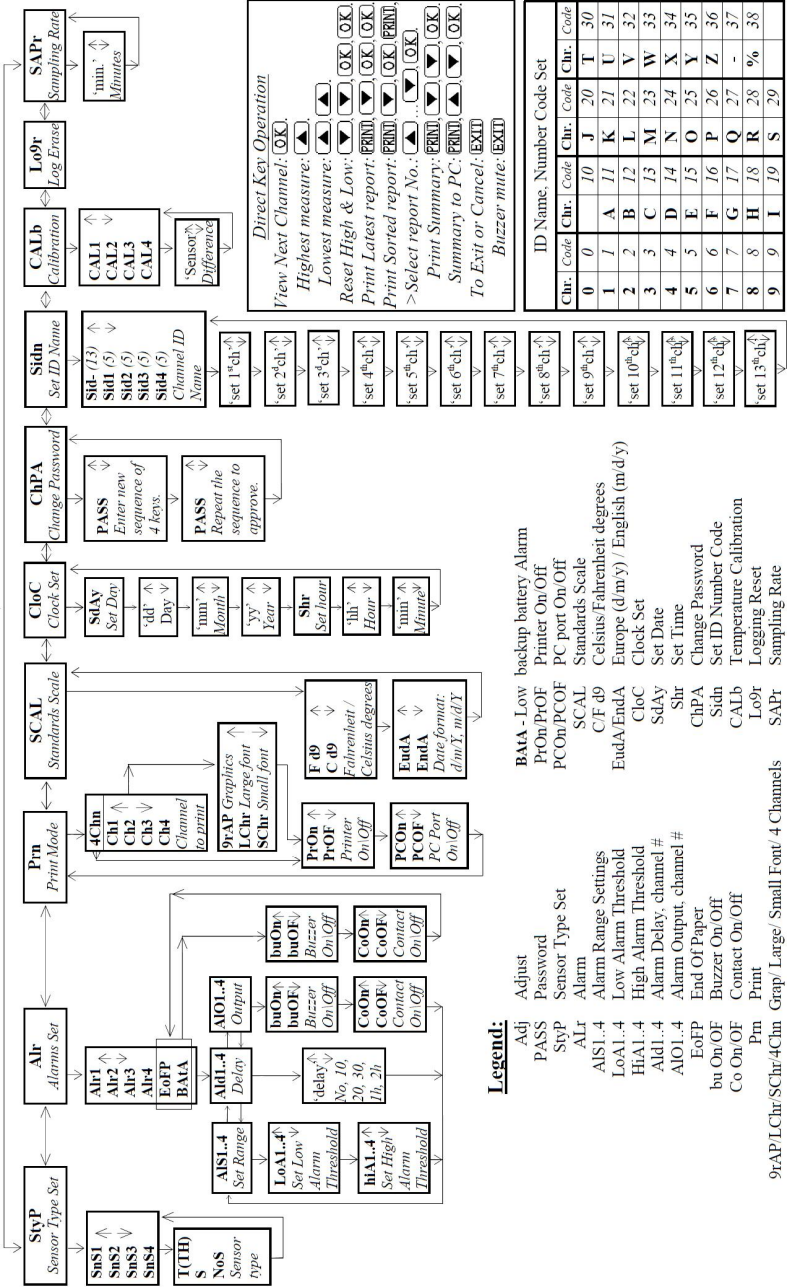 StyP
Sensor Type Set
SnS1 ↑
SnS2 ↓
SnS3
SnS4
T(TH)
S
NoS Sensor
type
Alr
Alarms Set
Alr1 ↑
Alr2 ↓
Alr3
Alr4
EoFP
BAtA
AlS1..4
Set Range
LoA1..4↑
Set Low↓
Alarm
Threshold
hiA1..4↑
Set High↓
Alarm
Threshold
Ald1..4
Delay
'delay↑↓
No, 10,
20, 30,
1h, 2h
AlO1..4
Output
buOn↑
buOF↓
Buzzer
On\Off
CoOn↑
CoOF↓
Contact
On\Off
buOn↑
buOF↓
Buzzer
On\Off
CoOn↑
CoOF↓
Contact
On\Off
Prn
Print Mode
4Chn
Ch1 ↑
Ch2
Ch3 ↓
Ch4
Channel
to print
9rAP Graphics ↑
LChr Large font
SChr Small font ↓
PrOn↑
PrOF↓
Printer
On\Off
PCOn↑
PCOF↓
PC Port
On\Off
SCAL
Standards Scale
F d9 ↑
C d9 ↓
Fahrenheit /
Celsius degrees
EudA ↑
EndA ↓
Date format:
d/m/Y, m/d/Y
CloC
Clock Set
SdAy
Set Day
'dd' ↑
Day ↓
'mm' ↑
Month ↓
'yy' ↑
Year ↓
Shr
Set hour
'hh' ↑
Hour ↓
'min' ↑
Minute↓
ChPA
Change Password
PASS ↑
Enter new ↓
sequence of
4 keys.
PASS ↑
Repeat the ↓
sequence to
approve.
Sidn
Set ID Name
Sid- (13)
Sid1 (5) ↑
Sid2 (5) ↓
Sid3 (5)
Sid4 (5)
Channel ID
Name
'set 1st ch'
'set 2d ch'
'set 3d ch'
'set 4th ch'
'set 5th ch'
'set 6th ch'
'set 7th ch'
'set 8th ch'
'set 9th ch'
'set 10th ch'
'set 11th ch'
'set 12th ch'
'set 13th ch'
CALb
Calibration
CAL1 ↑
CAL2 ↓
CAL3
CAL4
'Sensor↑
Difference
Lo9r
Log Erase
SAPr
Sampling Rate
'min.' ↑
Minutes ↓
Direct Key Operation
View Next Channel: OK.
Highest measure: ▲
Lowest measure: ▲, ▲.
Reset High & Low: ▼, ▼, OK, OK.
Print Latest report: PRINT, ▼, OK, OK.
Print Sorted report: PRINT, ▼, OK, PRINT,
>Select report No.: ▲ ... ▼, OK.
Print Summary: PRINT, ▼, ▼, OK.
Summary to PC: PRINT, ▲, ▼, OK.
To Exit or Cancel: EXIT
Buzzer mute: EXIT
ID Name, Number Code Set
Chr. Code Chr. Code Chr. Code Chr. Code
0 0 10 J 20 T 30
1 1 A 11 K 21 U 31
2 2 B 12 L 22 V 32
3 3 C 13 M 23 W 33
4 4 D 14 N 24 X 34
5 5 E 15 O 25 Y 35
6 6 F 16 P 26 Z 36
7 7 G 17 Q 27 - 37
8 8 H 18 R 28 % 38
9 9 I 19 S 29
Legend:
Adj Adjust
PASS Password
StyP Sensor Type Set
ALr Alarm
AlS1..4 Alarm Range Settings
LoA1..4 Low Alarm Threshold
HiA1..4 High Alarm Threshold
Ald1..4 Alarm Delay, channel #
AlO1..4 Alarm Output, channel #
EoFP End Of Paper
bu On/OF Buzzer On/Off
Co On/OF Contact On/Off
Prn Print
9rAP/LChr/SChr/4Chn Grap/ Large/ Small Font/ 4 Channels
BAtA - Low backup battery Alarm
PrOn/PrOF Printer On/Off
PCOn/PCOF PC port On/Off
SCAL Standards Scale
C/F d9 Celsius/Fahrenheit degrees
EudA/EndA Europe (d/m/y) / English (m/d/y)
CloC Clock Set
SdAy Set Date
Shr Set Time
ChPA Change Password
Sidn Set ID Number Code
CALb Temperature Calibration
Lo9r Logging Reset
SAPr Sampling Rate